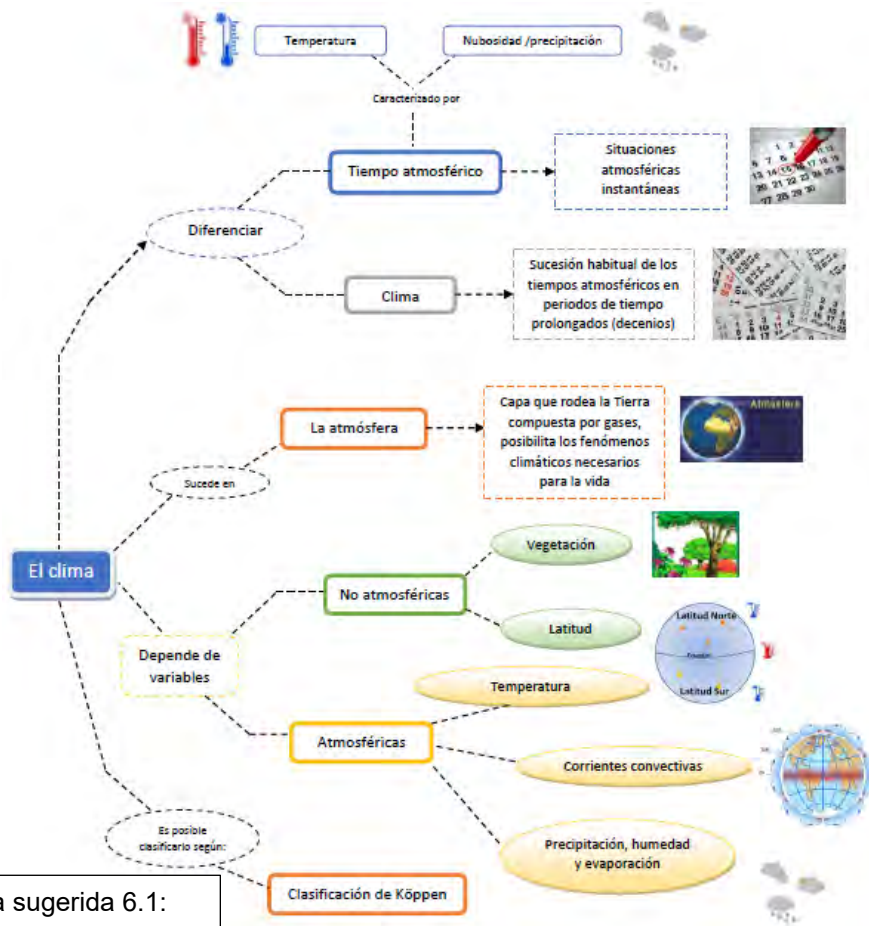 Temperatura
Nubosidad /precipitación
Caracterizado por
Tiempo atmosférico
Situaciones
atmosféricas
instantáneas
Diferenciar
Clima
Sucesión habitual de los
tiempos atmosféricos en
periodos de tiempo
prolongados (decenios)
La atmósfera
Capa que rodea la Tierra
compuesta por gases,
posibilita los fenómenos
climáticos necesarios
para la vida
Atmósfera
Sucede en
El clima
No atmosféricas
Vegetación
Latitud
Latitud Norte
Ecuador
Latitud Sur
Depende de
variables
Atmosféricas
Temperatura
Corrientes convectivas
Precipitación, humedad
y evaporación
Es posible
clasificarlo según:
Clasificación de Köppen
a sugerida 6.1: